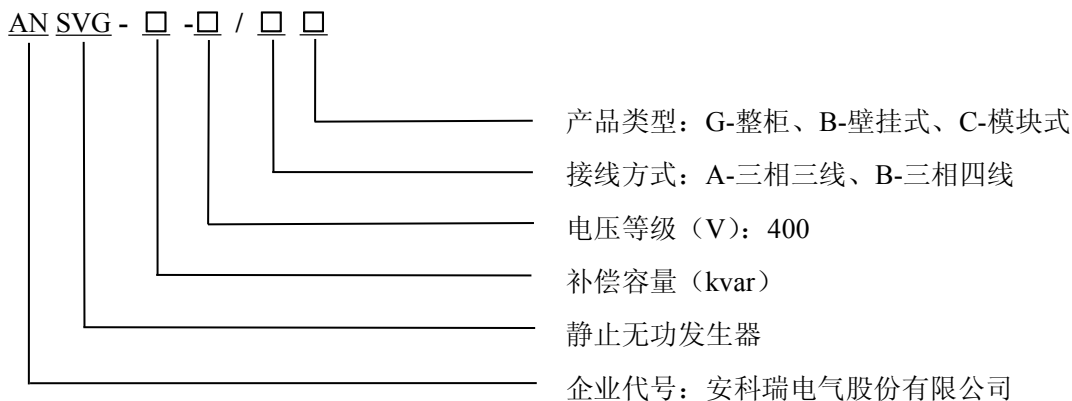 AN SVG - □ -□ / □ □
产品类型：G-整柜、B-壁挂式、C-模块式
接线方式：A-三相三线、B-三相四线
电压等级（V）：400
补偿容量（kvar）
静止无功发生器
企业代号：安科瑞电气股份有限公司